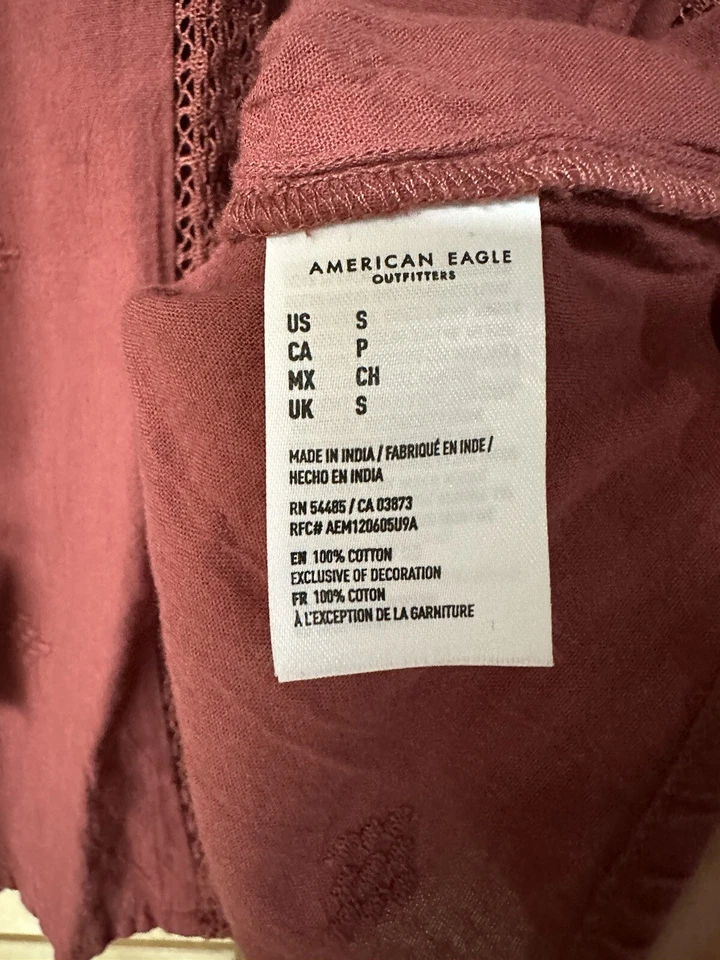 AMERICAN EAGLE
OUTFITTERS
US S
CA P
MX CH
UK S
MADE IN INDIA / FABRIQUÉ EN INDE /
HECHO EN INDIA
RN 54485 / CA 03873
RFC# AEM120605U9A
EN 100% COTTON
EXCLUSIVE OF DECORATION
FR 100% COTON
À L'EXCEPTION DE LA GARNITURE